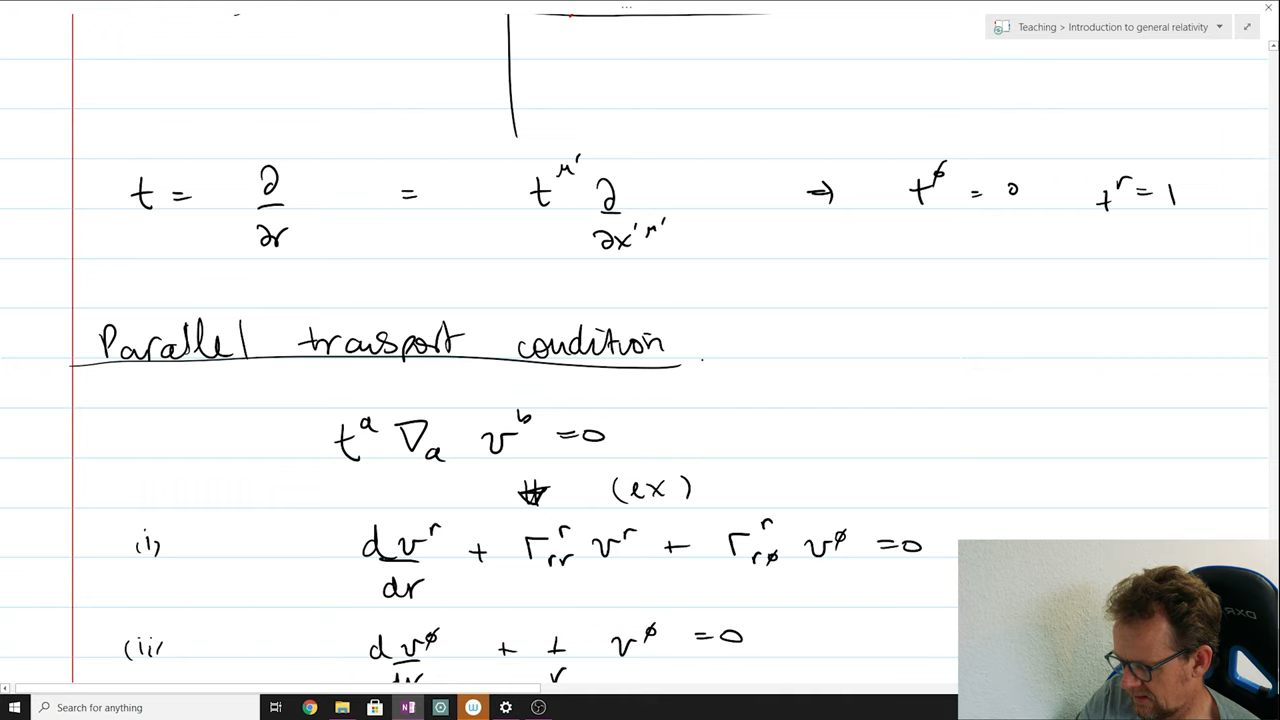 Teaching > Introduction to general relativity
t = ∂/∂r = t^μ' ∂/∂x'^μ' ⇒ t^ϕ = 0 t^r = 1
Parallel transport condition
t^a ∇_a v^b = 0
⇓ (ex)
(i) dv^r/dr + Γ^r_rr v^r + Γ^r_rϕ v^ϕ = 0
(ii) dv^ϕ/dr + 1/r v^ϕ = 0
DXR
Search for anything